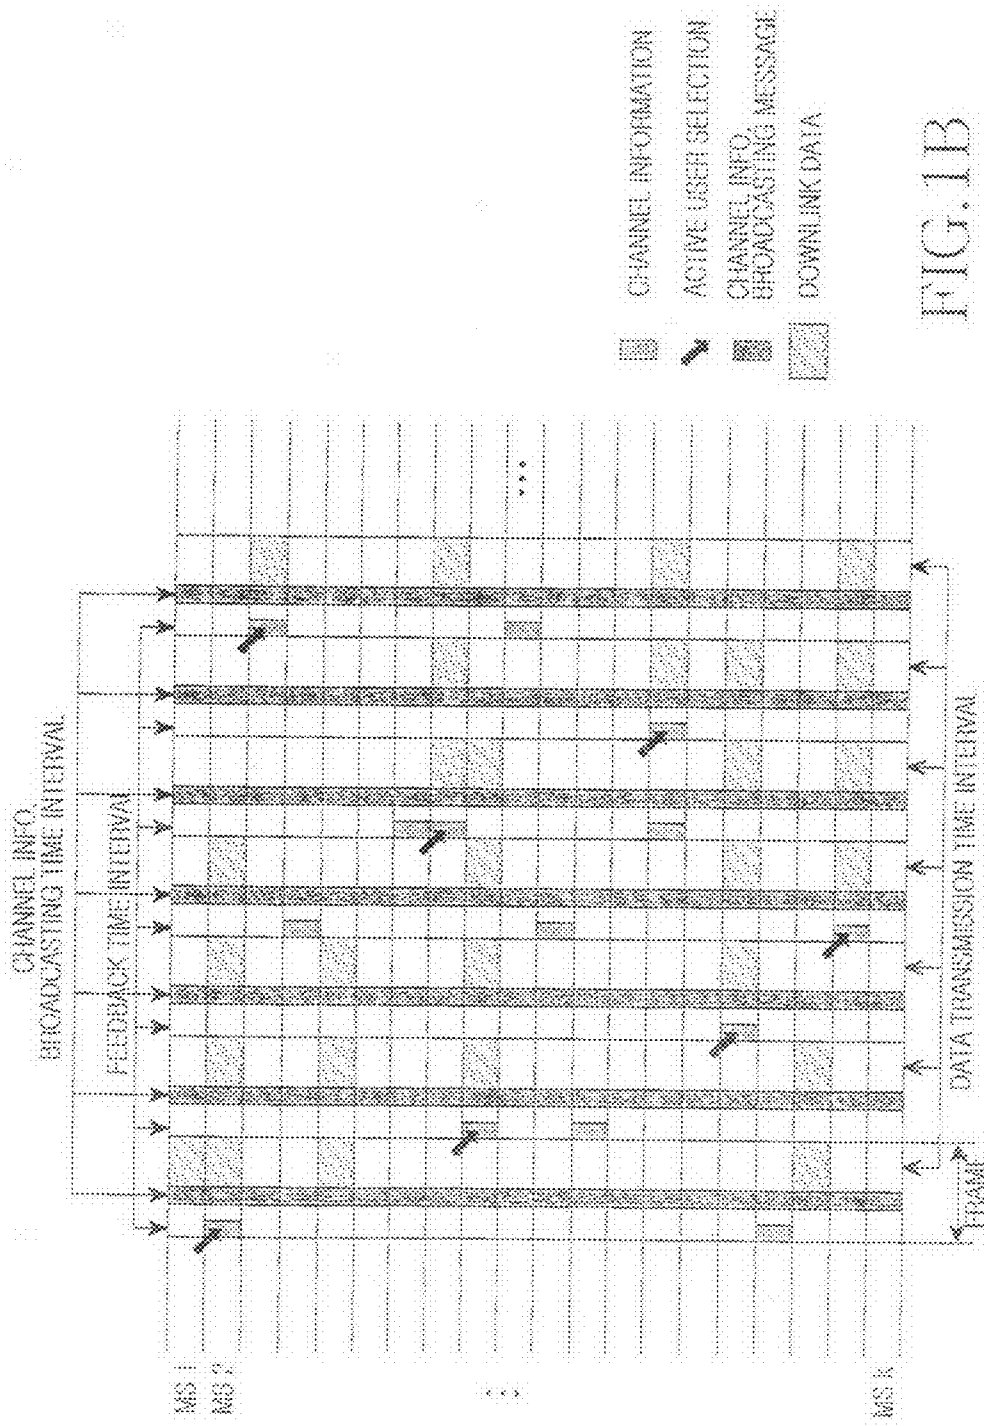 CHANNEL INFO.
BROADCASTING TIME INTERVAL
FEEDBACK TIME INTERVAL
MS 1
MS 2
⋮
MS K
...
FRAME
DATA TRANSMISSION TIME INTERVAL
CHANNEL INFORMATION
ACTIVE USER SELECTION
CHANNEL INFO.
BROADCASTING MESSAGE
DOWNLINK DATA
FIG.1B